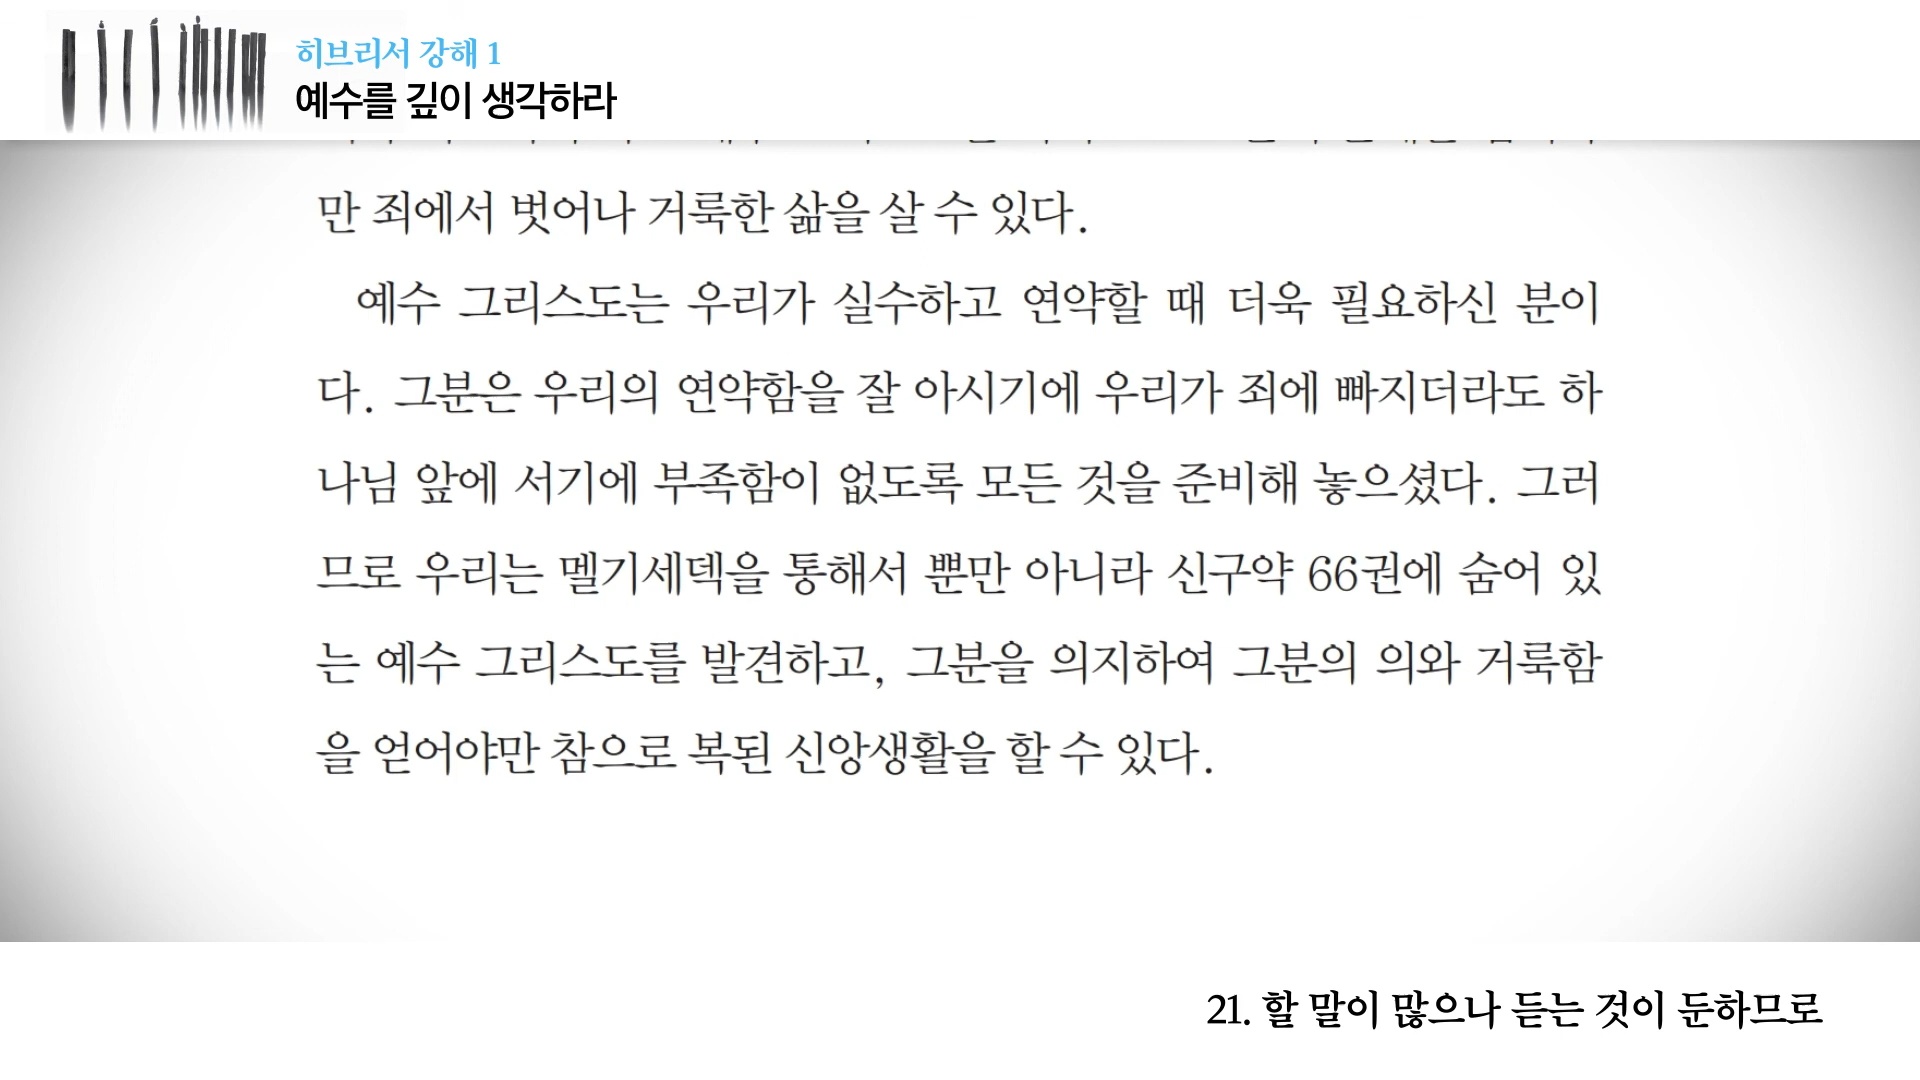 히브리서 강해 1
예수를 깊이 생각하라
만 죄에서 벗어나 거룩한 삶을 살 수 있다.
예수 그리스도는 우리가 실수하고 연약할 때 더욱 필요하신 분이
다. 그분은 우리의 연약함을 잘 아시기에 우리가 죄에 빠지더라도 하
나님 앞에 서기에 부족함이 없도록 모든 것을 준비해 놓으셨다. 그러
므로 우리는 멜기세덱을 통해서 뿐만 아니라 신구약 66권에 숨어 있
는 예수 그리스도를 발견하고, 그분을 의지하여 그분의 의와 거룩함
을 얻어야만 참으로 복된 신앙생활을 할 수 있다.
21. 할 말이 많으나 듣는 것이 둔하므로